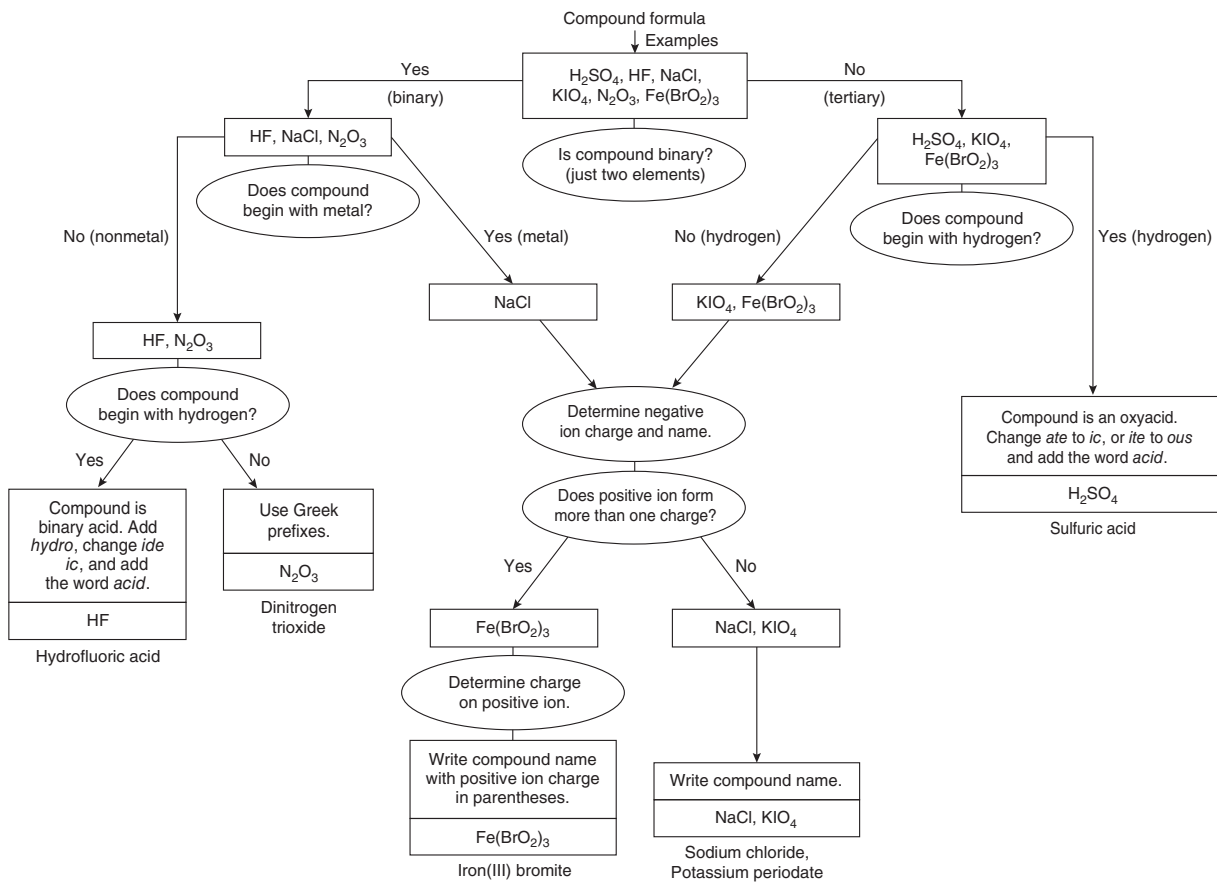 Compound formula
Examples
H₂SO₄, HF, NaCl,
KIO₄, N₂O₃, Fe(BrO₂)₃
Yes
(binary)
No
(tertiary)
Is compound binary?
(just two elements)
HF, NaCl, N₂O₃
Does compound
begin with metal?
H₂SO₄, KIO₄,
Fe(BrO₂)₃
Does compound
begin with hydrogen?
No (nonmetal)
Yes (metal)
No (hydrogen)
Yes (hydrogen)
NaCl
KIO₄, Fe(BrO₂)₃
HF, N₂O₃
Does compound
begin with hydrogen?
Determine negative
ion charge and name.
Compound is an oxyacid.
Change ate to ic, or ite to ous
and add the word acid.
H₂SO₄
Sulfuric acid
Yes
No
Compound is
binary acid. Add
hydro, change ide
ic, and add
the word acid.
HF
Hydrofluoric acid
Use Greek
prefixes.
N₂O₃
Dinitrogen
trioxide
Does positive ion form
more than one charge?
Yes
No
Fe(BrO₂)₃
NaCl, KIO₄
Determine charge
on positive ion.
Write compound name
with positive ion charge
in parentheses.
Fe(BrO₂)₃
Iron(III) bromite
Write compound name.
NaCl, KIO₄
Sodium chloride,
Potassium periodate